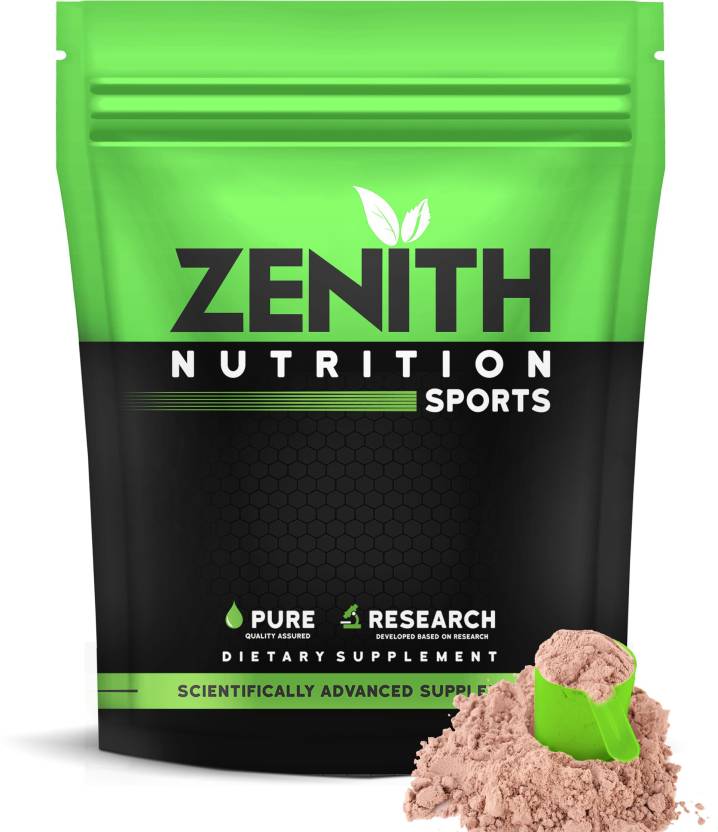 ZENITH
NUTRITION
SPORTS
PURE
QUALITY ASSURED
RESEARCH
DEVELOPED BASED ON RESEARCH
DIETARY SUPPLEMENT
SCIENTIFICALLY ADVANCED